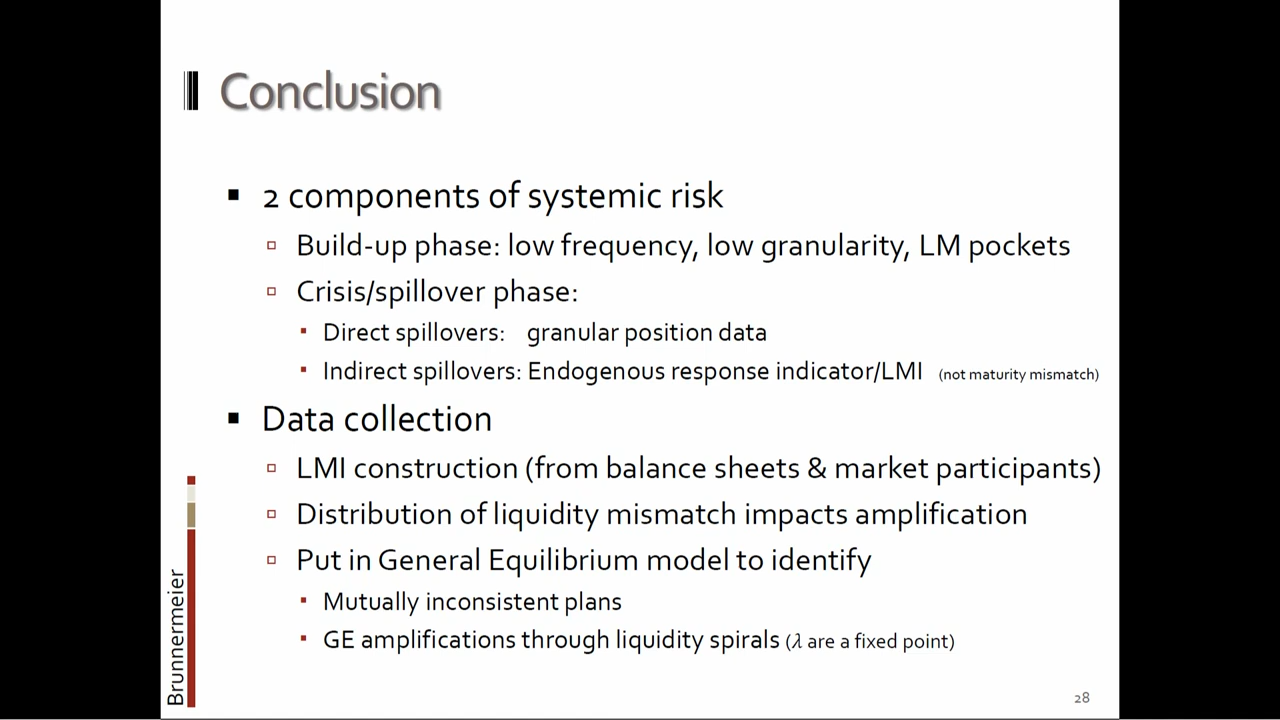 Conclusion
2 components of systemic risk
Build-up phase: low frequency, low granularity, LM pockets
Crisis/spillover phase:
Direct spillovers: granular position data
Indirect spillovers: Endogenous response indicator/LMI (not maturity mismatch)
Data collection
LMI construction (from balance sheets & market participants)
Distribution of liquidity mismatch impacts amplification
Put in General Equilibrium model to identify
Mutually inconsistent plans
GE amplifications through liquidity spirals (λ are a fixed point)
Brunnermeier
28